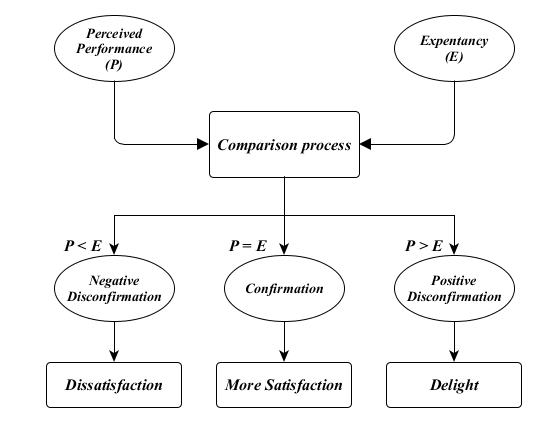 Perceived
Performance
(P)
Expentancy
(E)
Comparison process
P < E
P = E
P > E
Negative
Disconfirmation
Confirmation
Positive
Disconfirmation
Dissatisfaction
More Satisfaction
Delight